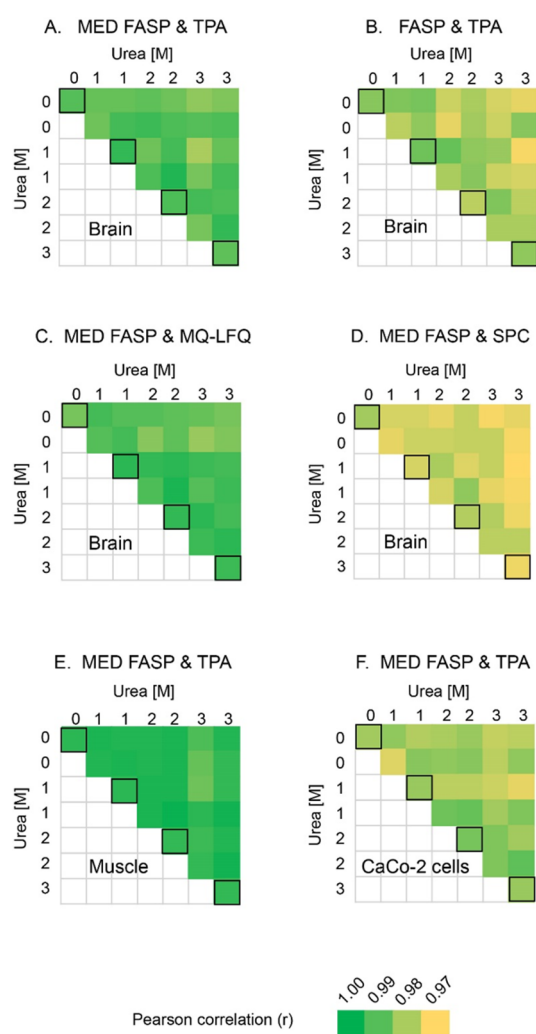 A. MED FASP & TPA
Urea [M]
0 1 1 2 2 3 3
0
0
1
1
2
2
3
Urea [M]
Brain
B. FASP & TPA
Urea [M]
0 1 1 2 2 3 3
0
0
1
1
2
2
3
Urea [M]
Brain
C. MED FASP & MQ-LFQ
Urea [M]
0 1 1 2 2 3 3
0
0
1
1
2
2
3
Urea [M]
Brain
D. MED FASP & SPC
Urea [M]
0 1 1 2 2 3 3
0
0
1
1
2
2
3
Urea [M]
Brain
E. MED FASP & TPA
Urea [M]
0 1 1 2 2 3 3
0
0
1
1
2
2
3
Urea [M]
Muscle
F. MED FASP & TPA
Urea [M]
0 1 1 2 2 3 3
0
0
1
1
2
2
3
Urea [M]
CaCo-2 cells
Pearson correlation (r)
1.00 0.99 0.98 0.97